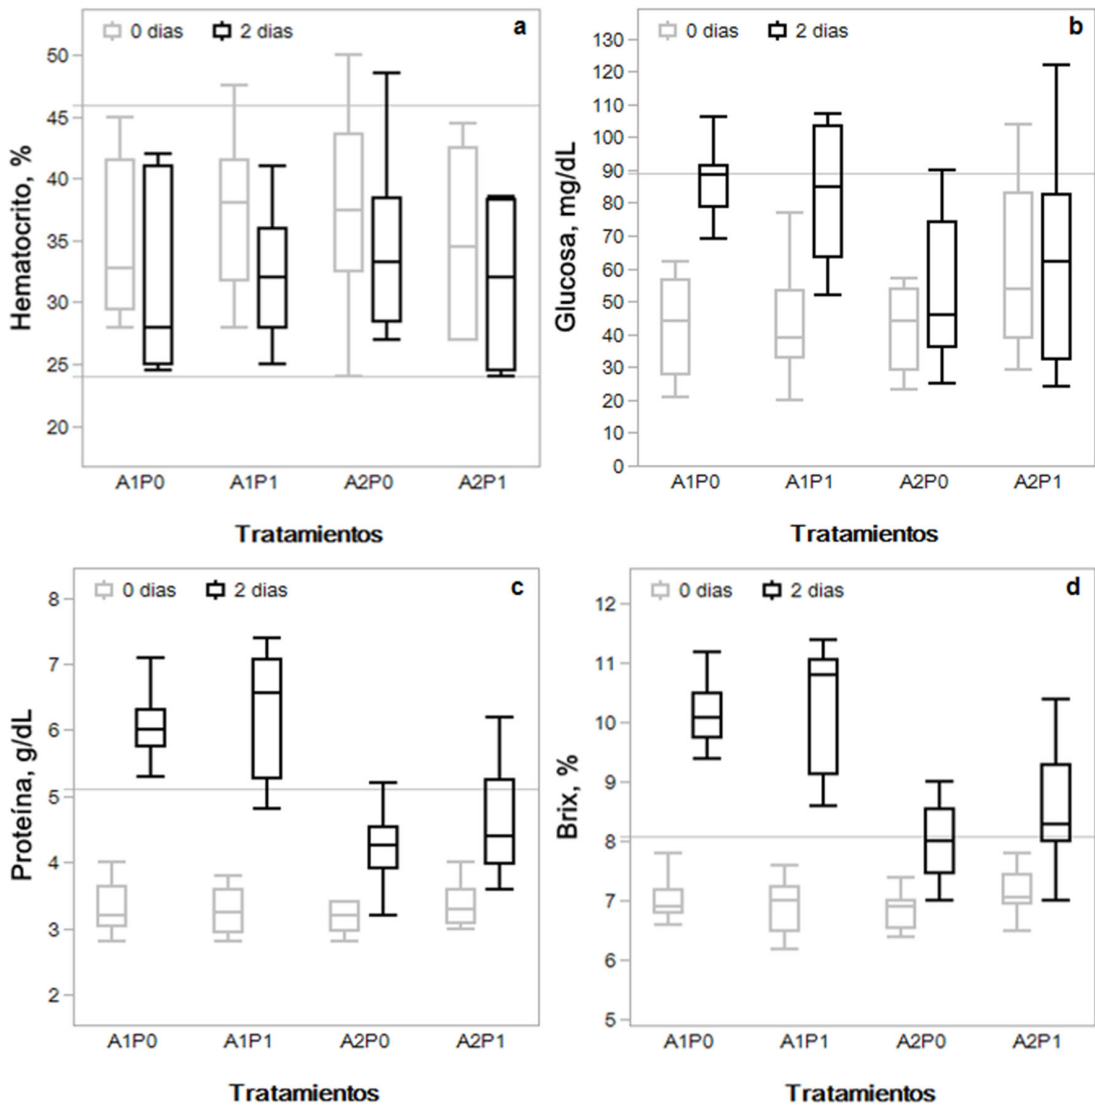 0 dias 2 dias a
Hematocrito, %
50
45
40
35
30
25
20
A1P0 A1P1 A2P0 A2P1
Tratamientos
0 dias 2 dias b
Glucosa, mg/dL
130
120
110
100
90
80
70
60
50
40
30
20
10
0
A1P0 A1P1 A2P0 A2P1
Tratamientos
0 dias 2 dias c
Proteína, g/dL
8
7
6
5
4
3
2
A1P0 A1P1 A2P0 A2P1
Tratamientos
0 dias 2 dias d
Brix, %
12
11
10
9
8
7
6
5
A1P0 A1P1 A2P0 A2P1
Tratamientos